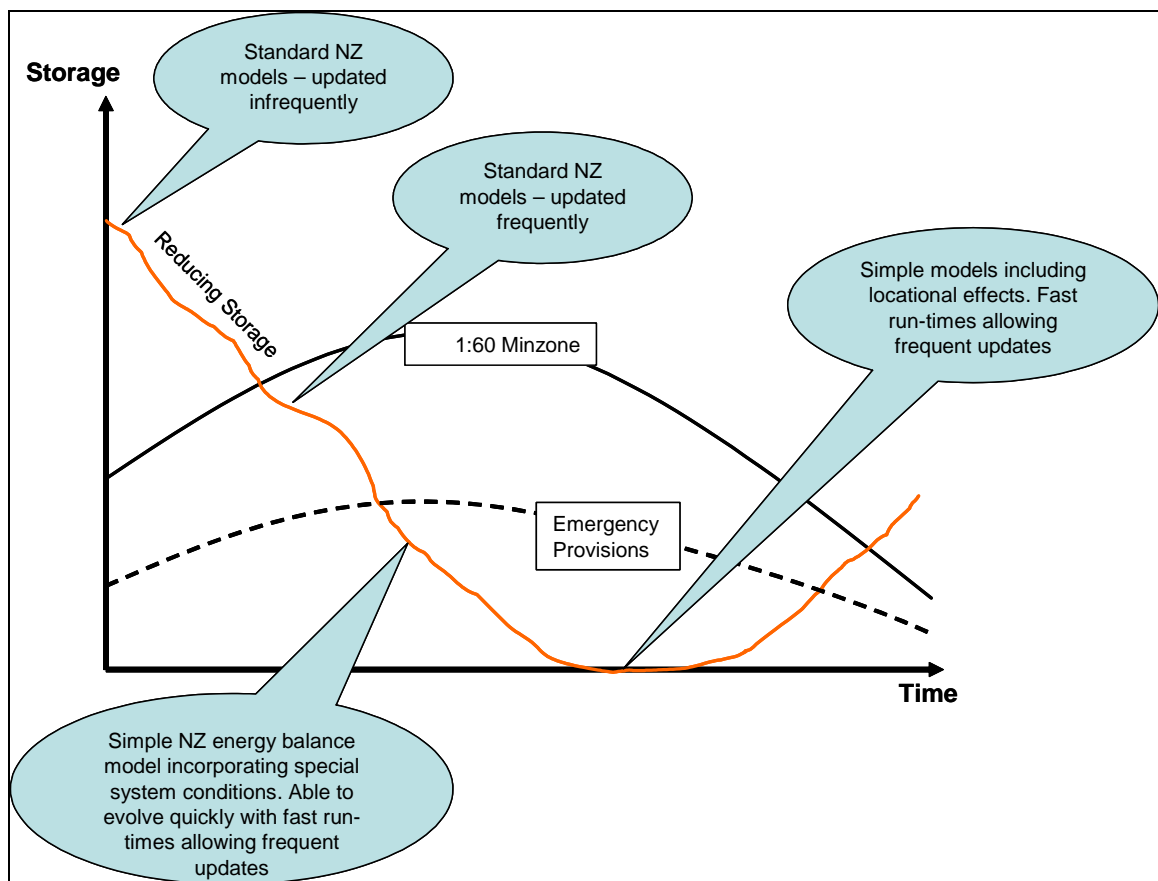 Standard NZ
models – updated
infrequently
Storage
Standard NZ
models – updated
frequently
Reducing Storage
Simple models including
locational effects. Fast
run-times allowing
frequent updates
1:60 Minzone
Emergency
Provisions
Time
Simple NZ energy balance
model incorporating special
system conditions. Able to
evolve quickly with fast run-
times allowing frequent
updates